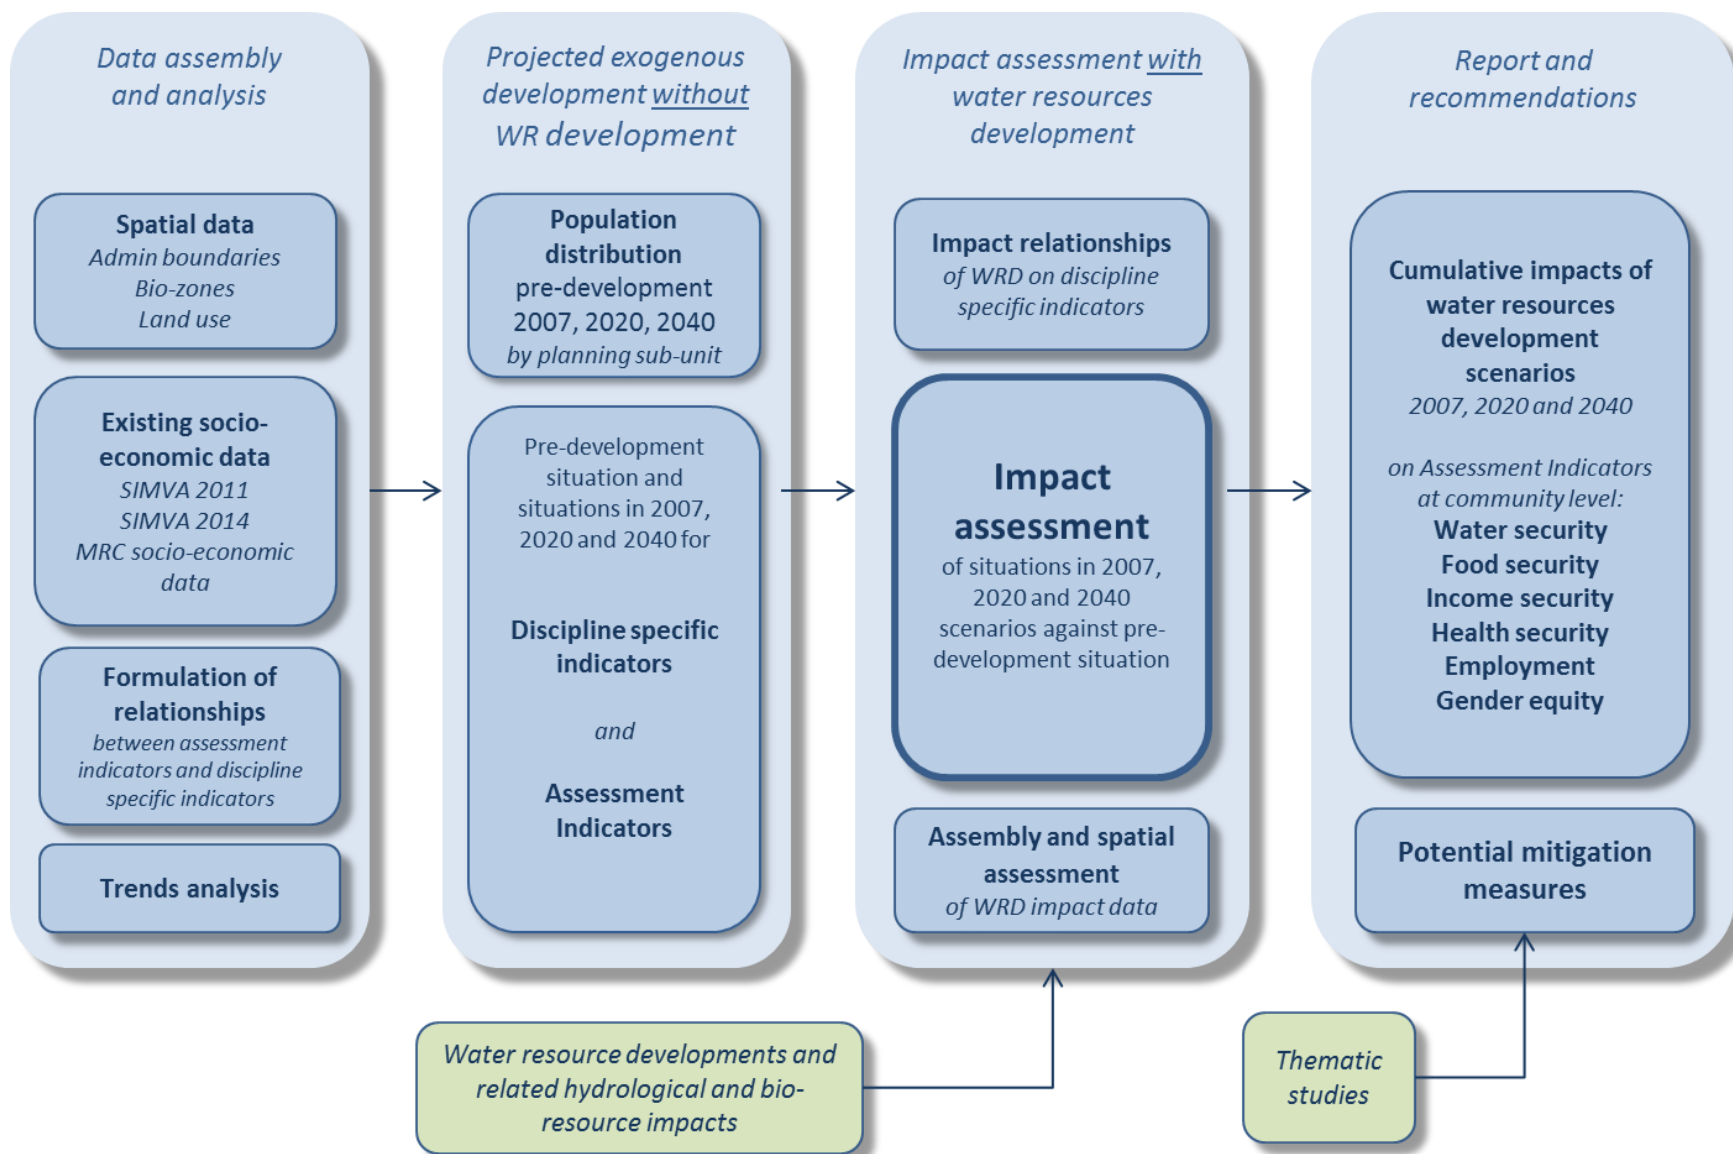 Data assembly
and analysis
Spatial data
Admin boundaries
Bio-zones
Land use
Existing socio-
economic data
SIMVA 2011
SIMVA 2014
MRC socio-economic
data
Formulation of
relationships
between assessment
indicators and discipline
specific indicators
Trends analysis
Projected exogenous
development without
WR development
Population
distribution
pre-development
2007, 2020, 2040
by planning sub-unit
Pre-development
situation and
situations in 2007,
2020 and 2040 for
Discipline specific
indicators
and
Assessment
Indicators
Impact assessment with
water resources
development
Impact relationships
of WRD on discipline
specific indicators
Impact
assessment
of situations in 2007,
2020 and 2040
scenarios against pre-
development situation
Assembly and spatial
assessment
of WRD impact data
Report and
recommendations
Cumulative impacts of
water resources
development
scenarios
2007, 2020 and 2040
on Assessment Indicators
at community level:
Water security
Food security
Income security
Health security
Employment
Gender equity
Potential mitigation
measures
Water resource developments and
related hydrological and bio-
resource impacts
Thematic
studies